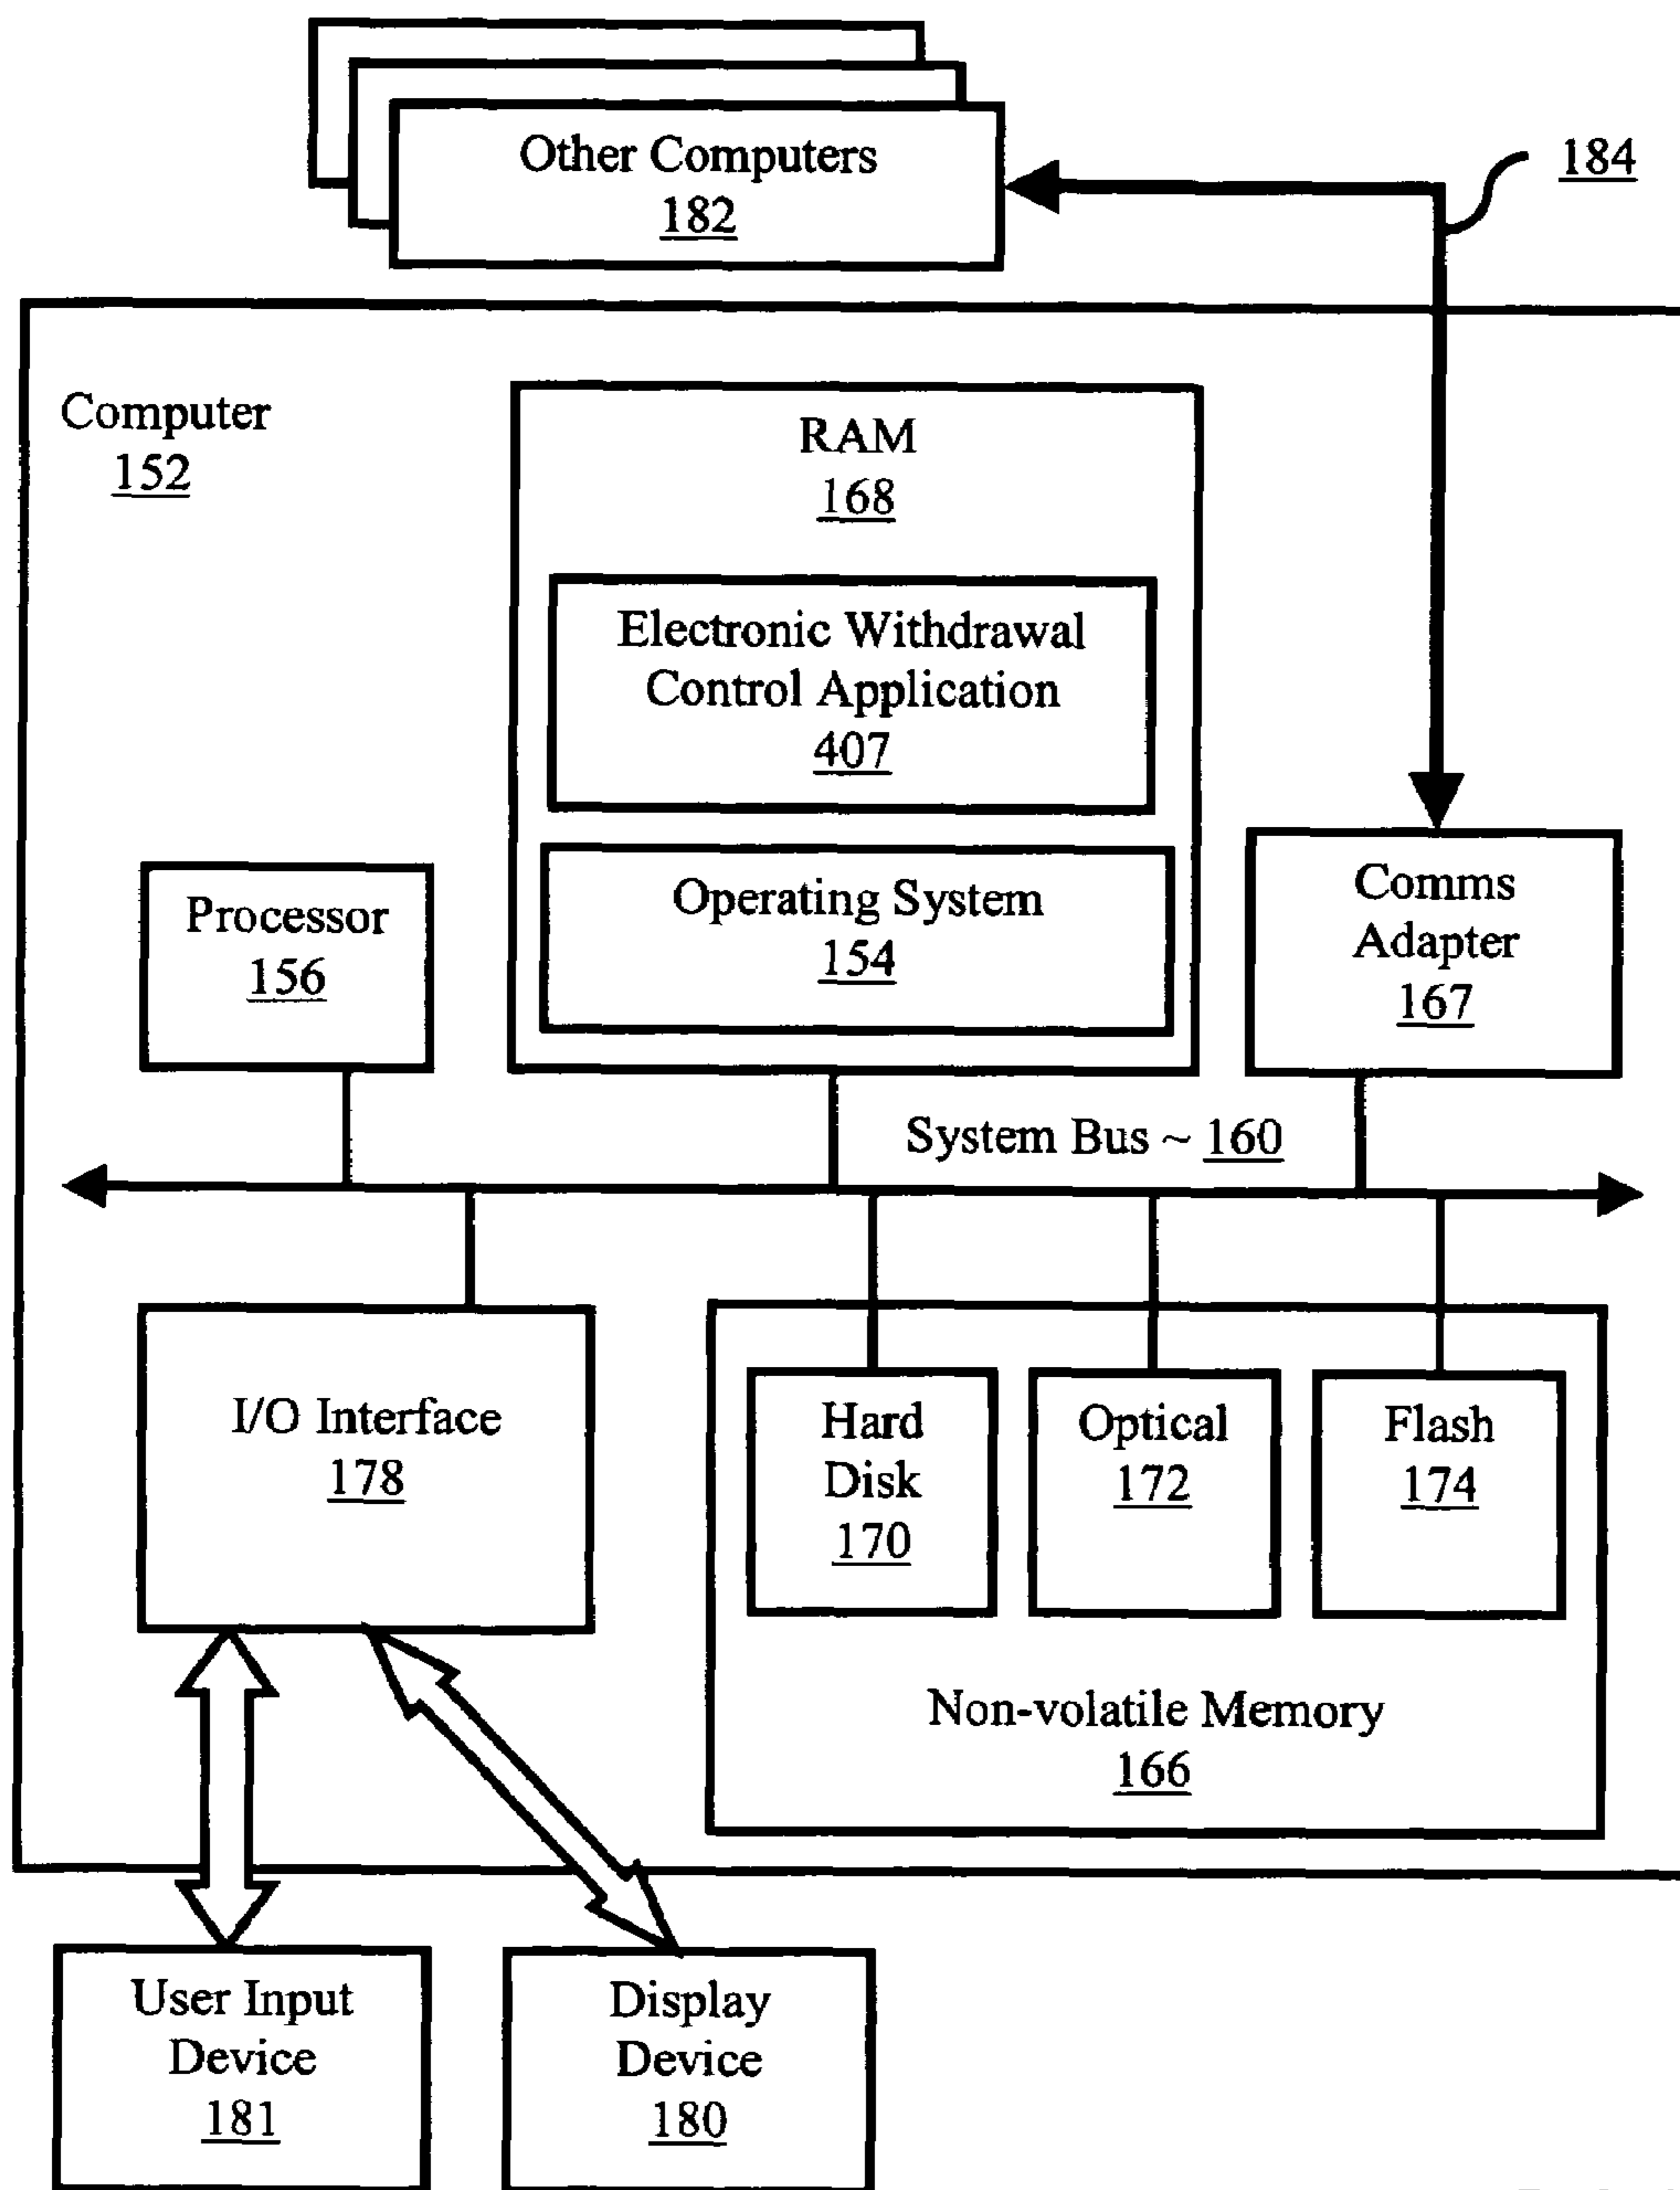 Other Computers
182
184
Computer
152
RAM
168
Electronic Withdrawal
Control Application
407
Operating System
154
Processor
156
Comms
Adapter
167
System Bus ~ 160
I/O Interface
178
Hard
Disk
170
Optical
172
Flash
174
Non-volatile Memory
166
User Input
Device
181
Display
Device
180